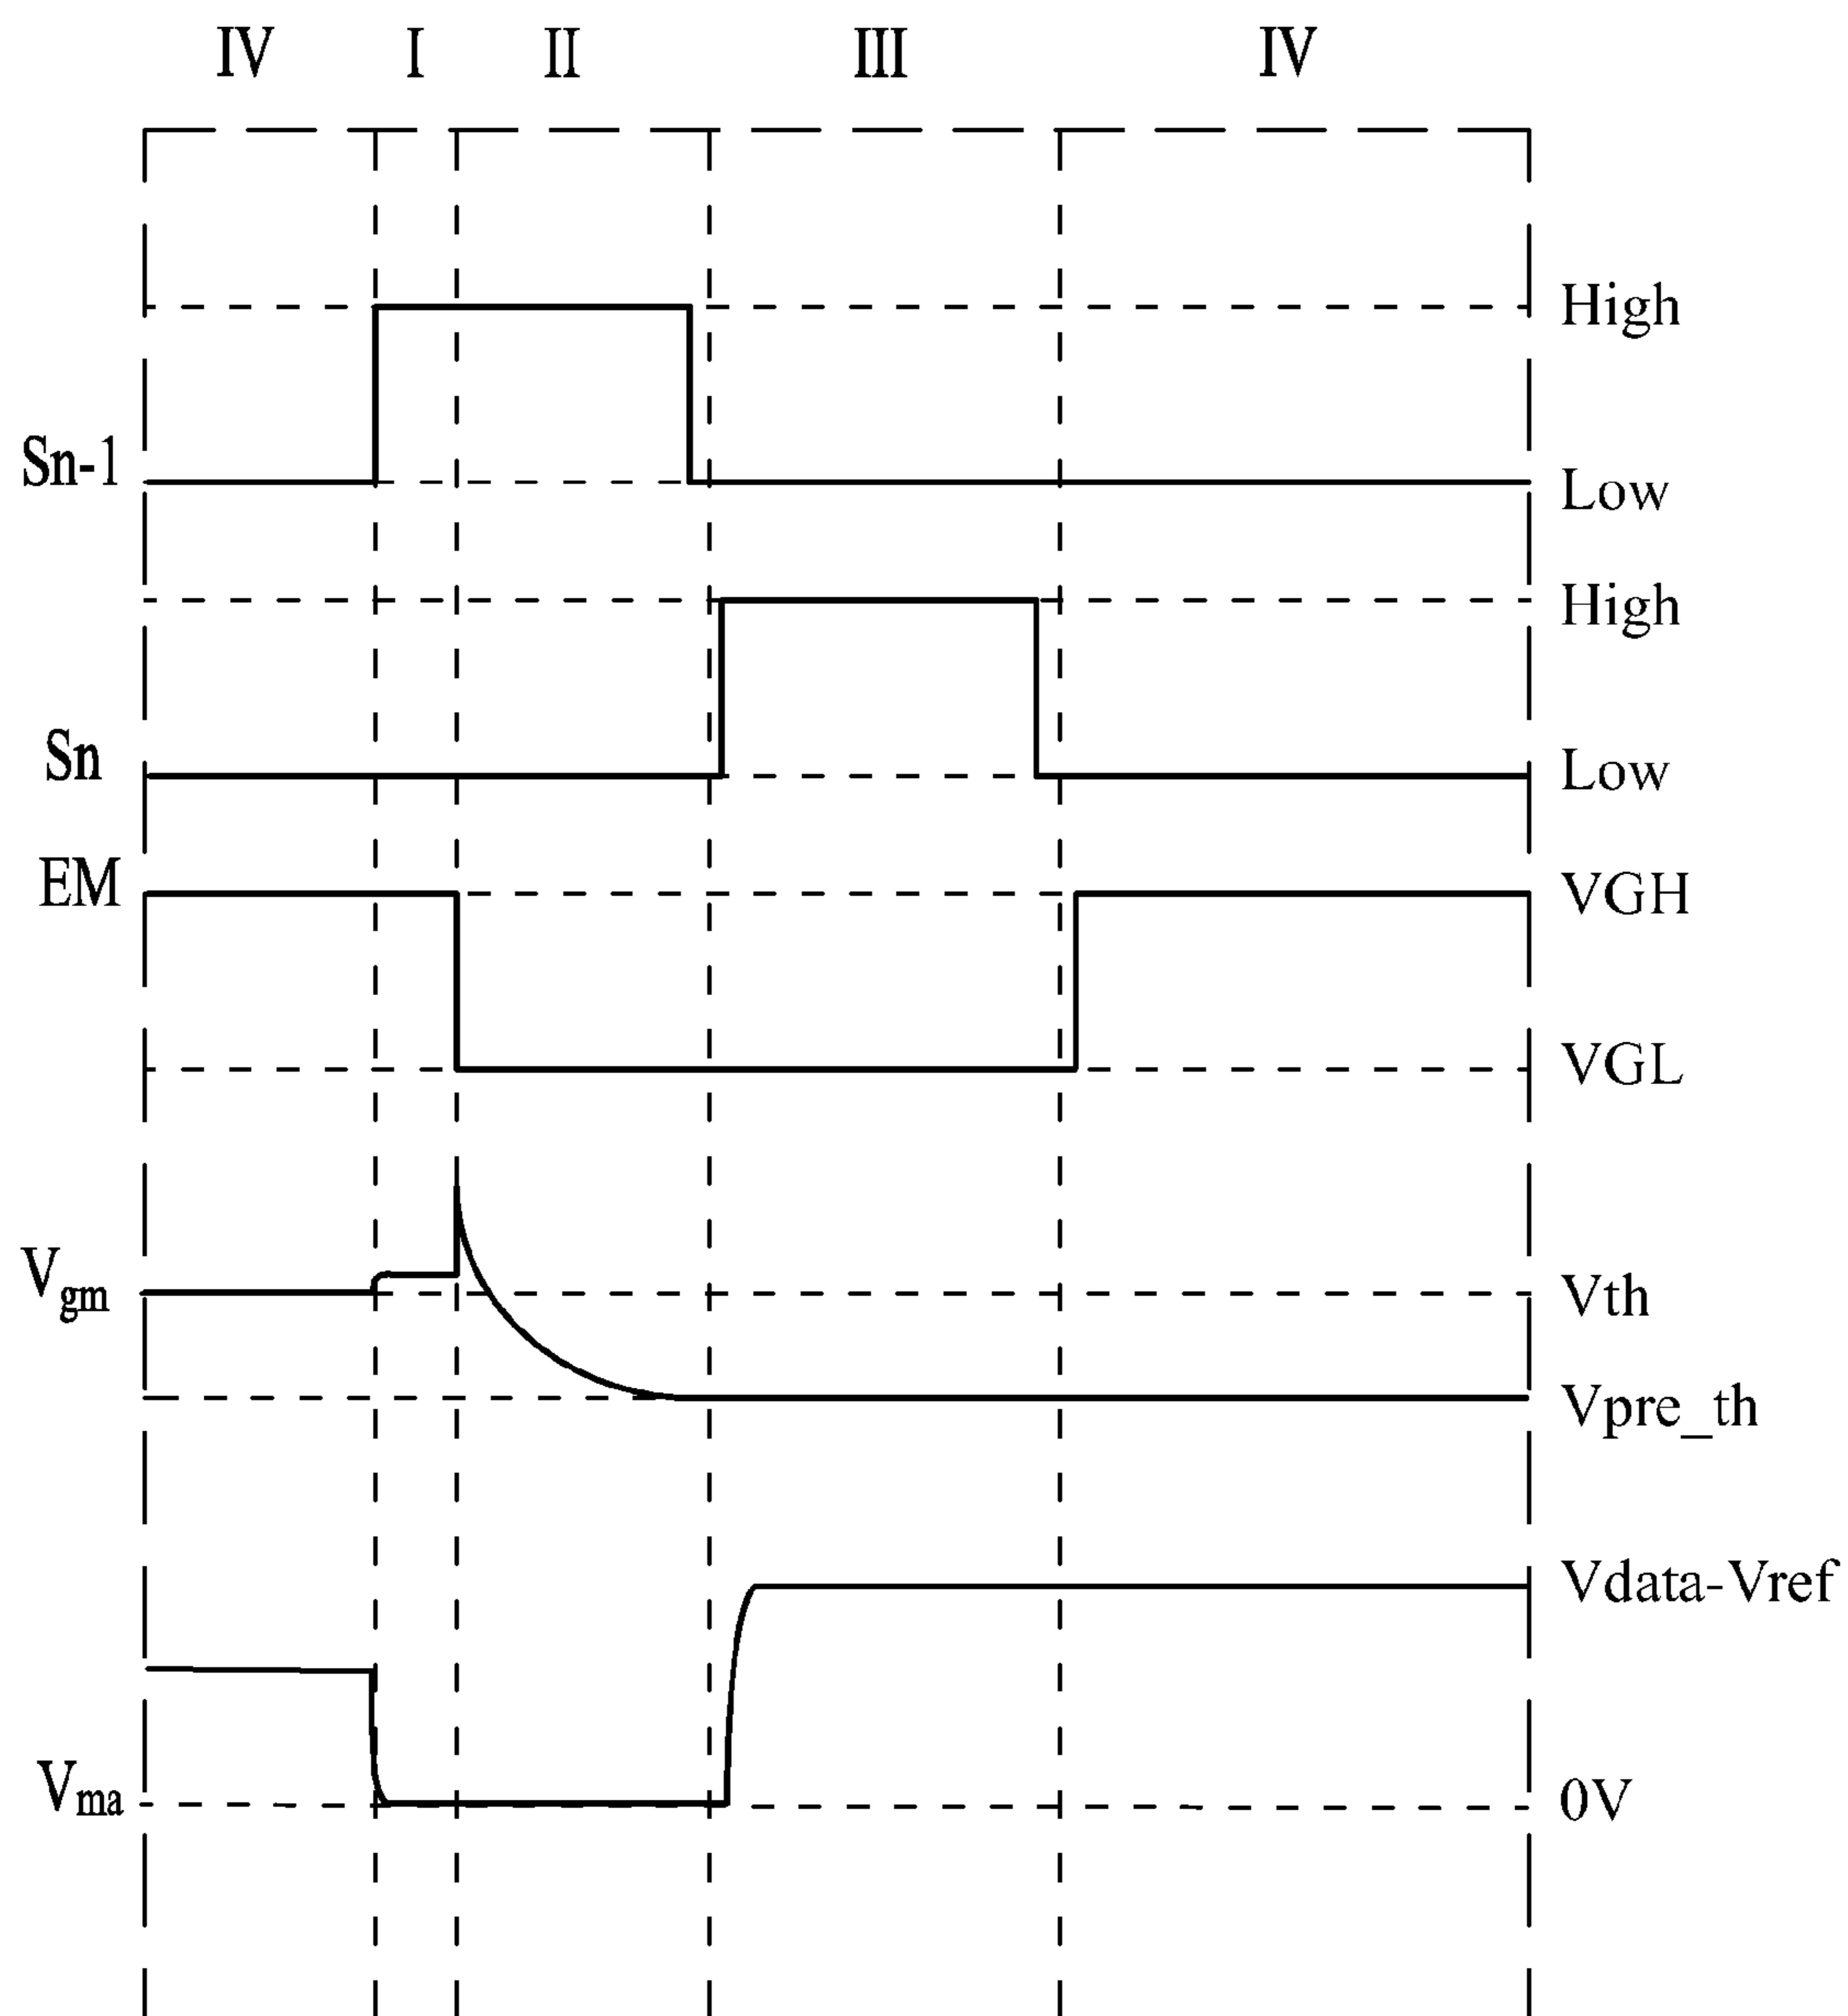 IV I II III IV
High
Sn-1
Low
High
Sn
Low
EM
VGH
VGL
Vgm
Vth
Vpre_th
Vdata-Vref
Vma
0V